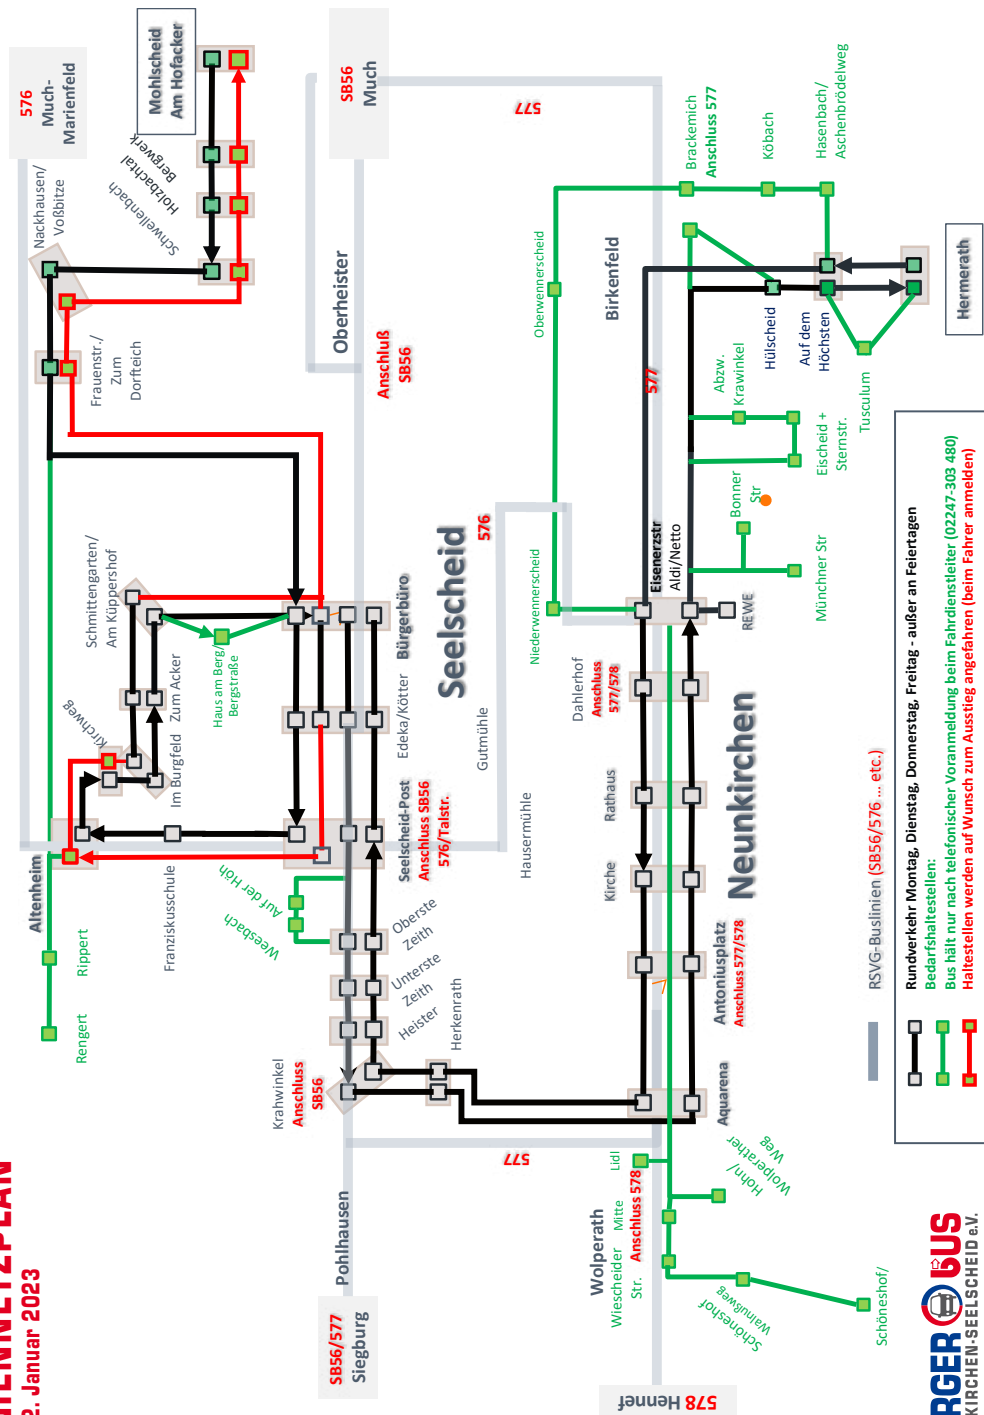 HENNETZPLAN
2. Januar 2023
576
Much-
Marienfeld
Mohlscheid
Am Hofacker
Nackhausen/
Voßbitze
Bergwerk
Holzbachtal
Schwellenbach
Frauenstr./
Zum
Dorfteich
SB56
Much
Oberheister
Anschluß
SB56
577
Brackemich
Anschluss 577
Köbach
Hasenbach/
Aschenbrödelweg
Oberwennerscheid
Birkenfeld
Hülscheid
Auf dem
Höchsten
Hermerath
Tusculum
577
Abzw.
Krawinkel
Eischeid +
Sternstr.
Bonner
Str
Münchner Str
Schmittengarten/
Am Küppershof
Haus am Berg/
Bergstraße
Zum Acker
Im Burgfeld
Kirchweg
Bürgerbüro
Edeka/Kötter
Seelscheid
576
Niederwennerscheid
Eisenerzstr
Aldi/Netto
REWE
Gutmühle
Hausermühle
Dahlerhof
Anschluss
577/578
Rathaus
Kirche
Neunkirchen
Altenheim
Franziskusschule
Rippert
Rengert
Seelscheid-Post
Anschluss SB56
576/Talstr.
Auf der Höh
Weesbach
Oberste
Zeith
Unterste
Zeith
Heister
Herkenrath
Krahwinkel
Anschluss
SB56
Antoniusplatz
Anschluss 577/578
Aquarena
577
Pohlhausen
SB56/577
Siegburg
Lidl
Wolperath
Mitte
Anschluss 578
Wiescheider
Str.
Hohn/
Wolperather
Weg
Schöneshof
Walnußweg
Schöneshof/
578 Hennef
RSVG-Buslinien (SB56/576 ... etc.)
Rundverkehr Montag, Dienstag, Donnerstag, Freitag - außer an Feiertagen
Bedarfshaltestellen:
Bus hält nur nach telefonischer Voranmeldung beim Fahrdienstleiter (02247-303 480)
Haltestellen werden auf Wunsch zum Ausstieg angefahren (beim Fahrer anmelden)
RGER BUS
KIRCHEN-SEELSCHEID e.V.